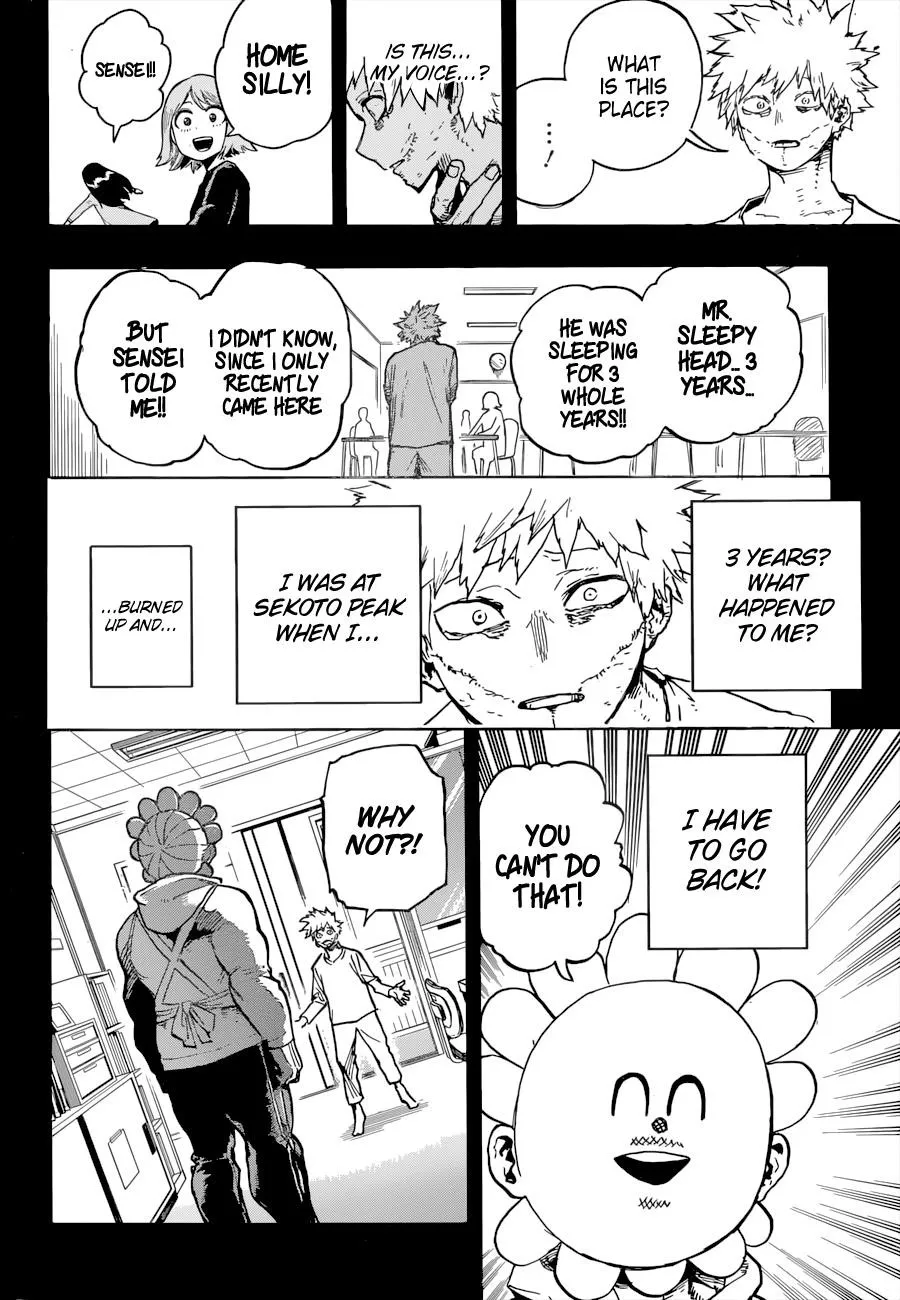 WHAT
IS THIS
PLACE?
...!
IS THIS...
MY VOICE...?
HOME
SILLY!
SENSEI!!
MR.
SLEEPY
HEAD... 3
YEARS...
HE WAS
SLEEPING
FOR 3
WHOLE
YEARS!!
I DIDN'T KNOW,
SINCE I ONLY
RECENTLY
CAME HERE
BUT
SENSEI
TOLD
ME!!
3 YEARS?
WHAT
HAPPENED
TO ME?
I WAS AT
SEKOTO PEAK
WHEN I...
...BURNED
UP AND...
I HAVE
TO GO
BACK!
YOU
CAN'T DO
THAT!
WHY
NOT?!